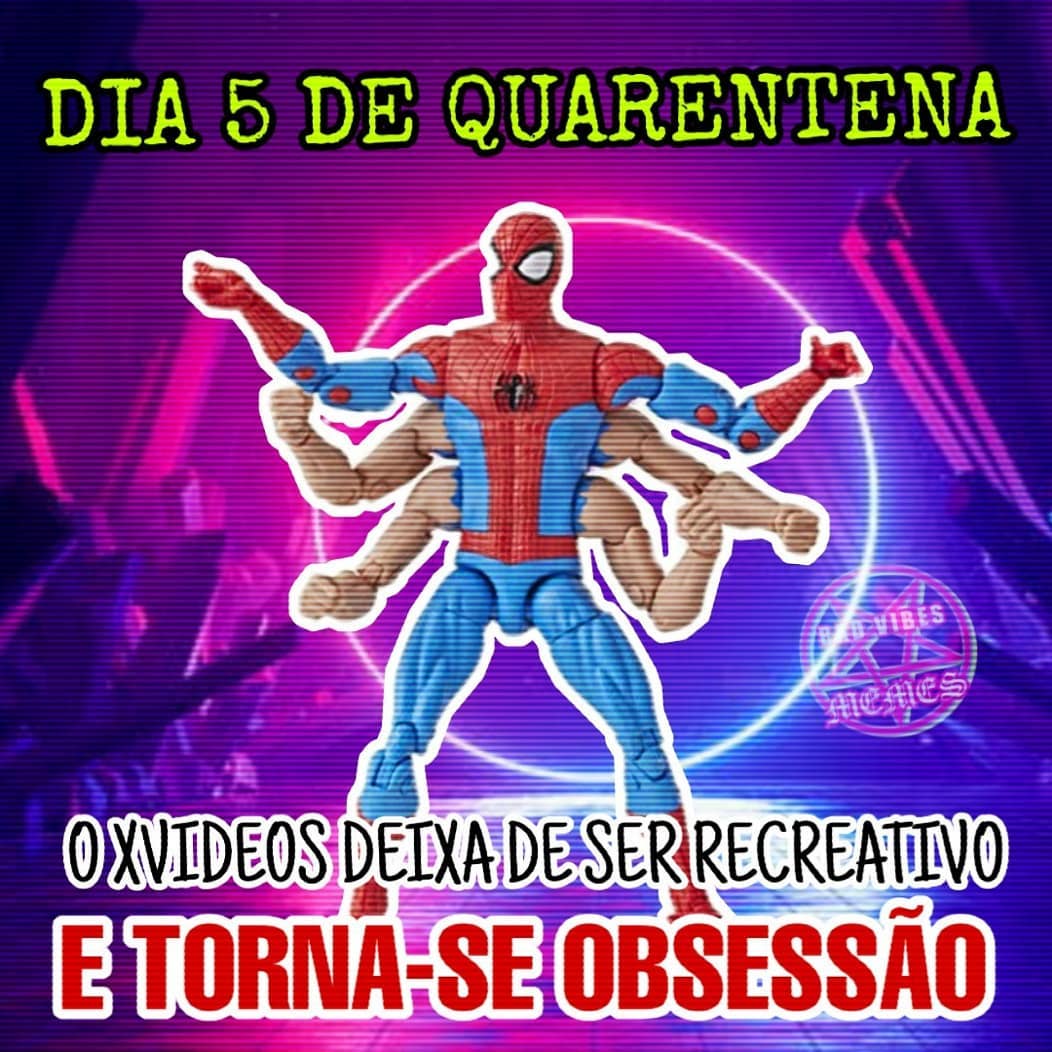 DIA 5 DE QUARENTENA
BAD VIBES
MEMES
O XVIDEOS DEIXA DE SER RECREATIVO
E TORNA-SE OBSESSÃO